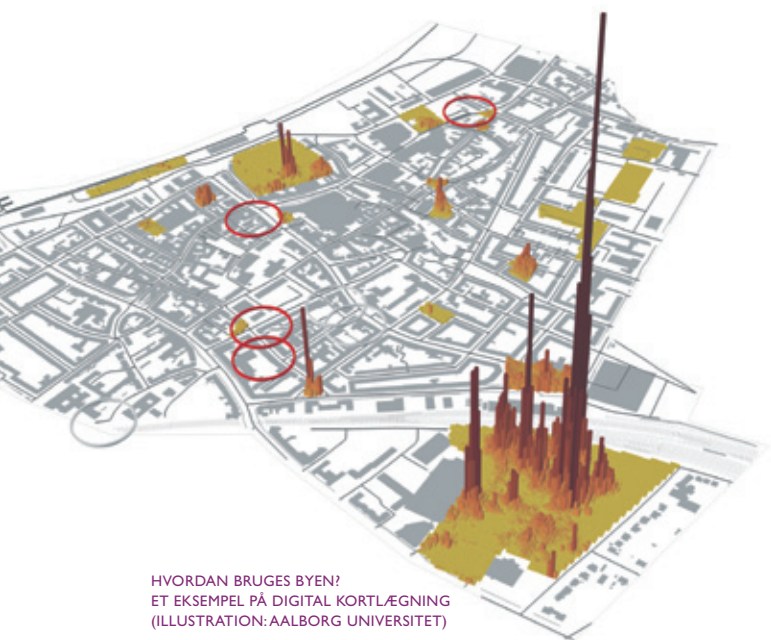 HVORDAN BRUGES BYEN?
ET EKSEMPEL PÅ DIGITAL KORTLÆGNING
(ILLUSTRATION: AALBORG UNIVERSITET)